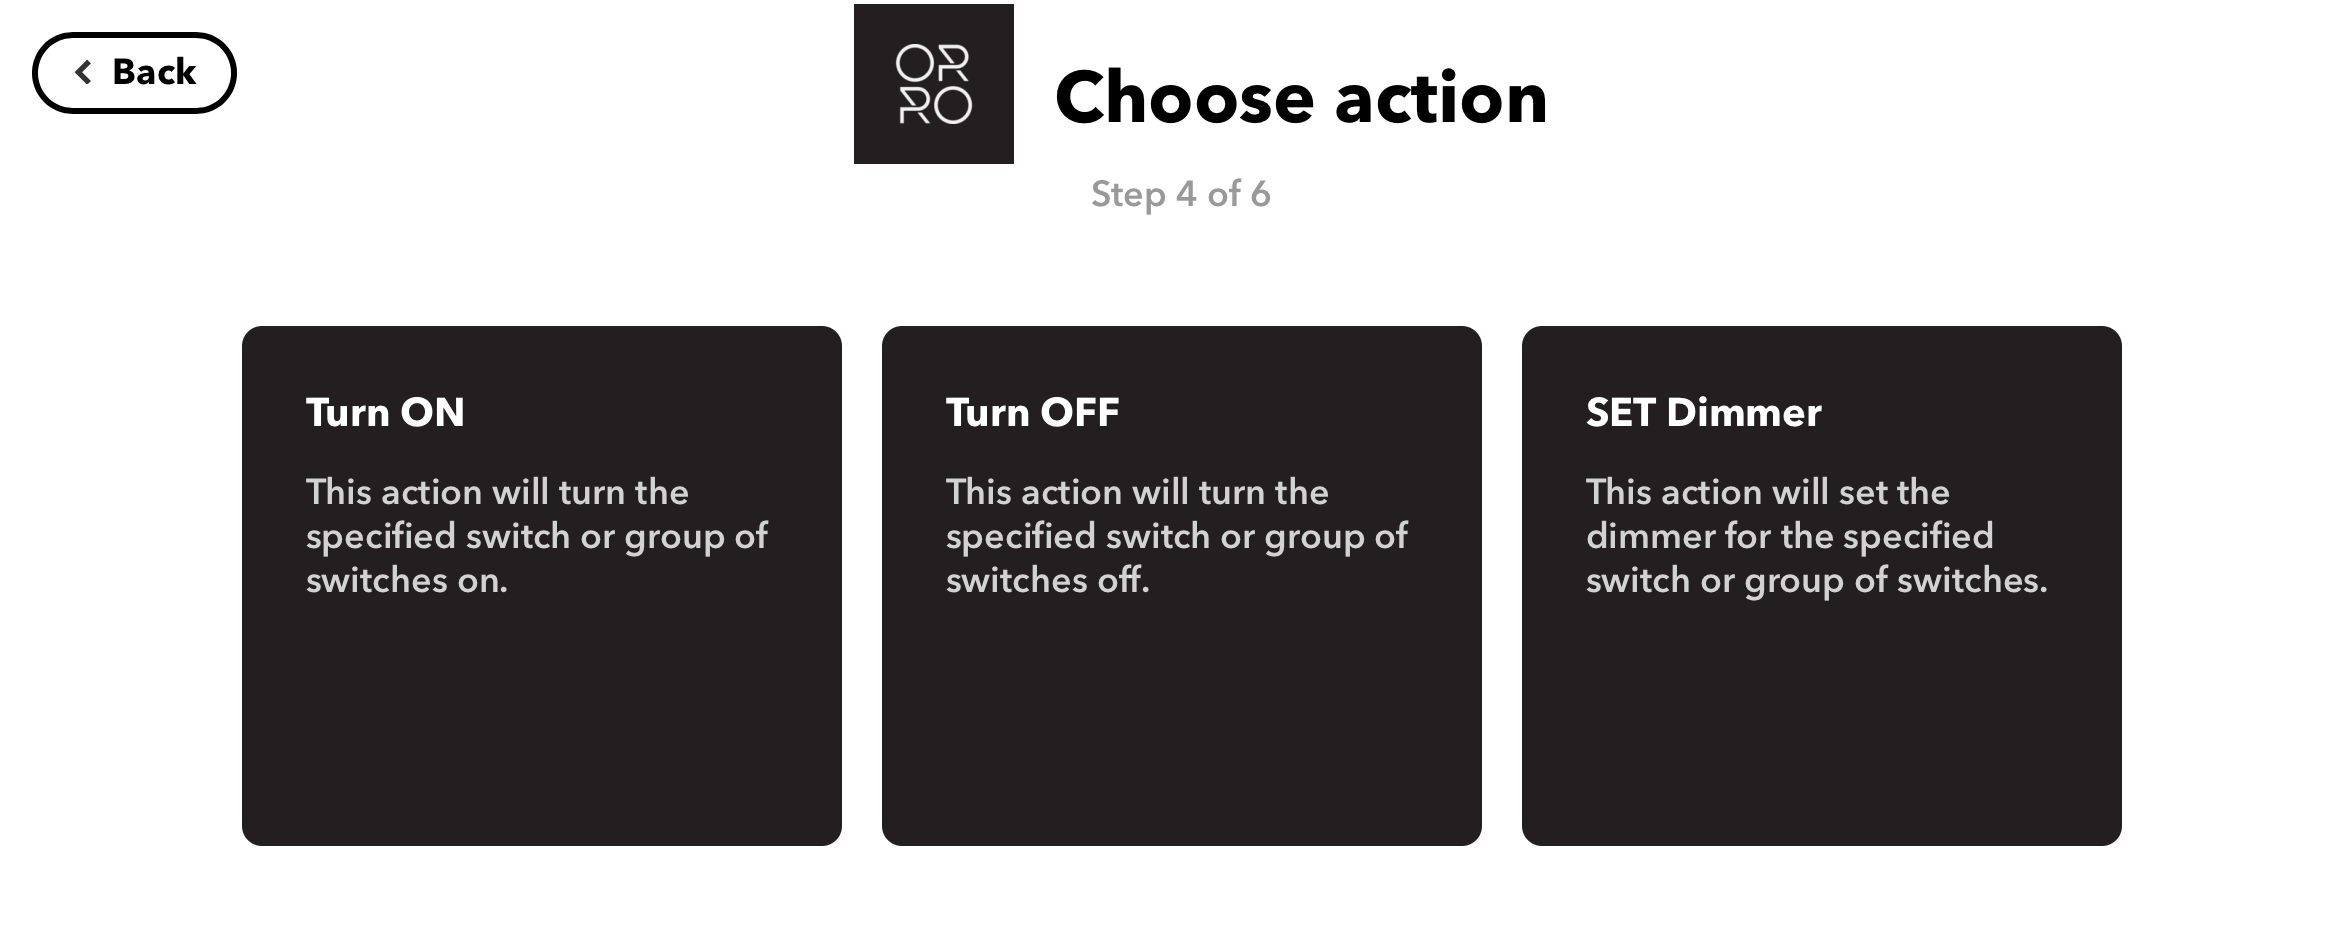 Back
OR
RO
Choose action
Step 4 of 6
Turn ON
This action will turn the
specified switch or group of
switches on.
Turn OFF
This action will turn the
specified switch or group of
switches off.
SET Dimmer
This action will set the
dimmer for the specified
switch or group of switches.